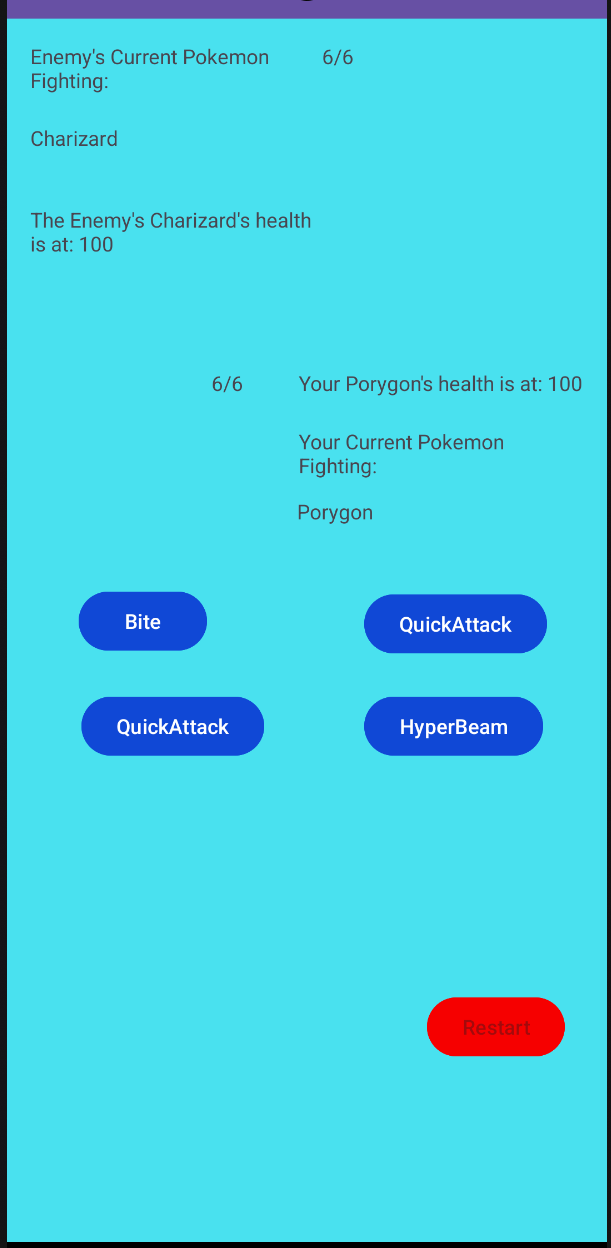 Enemy's Current Pokemon 6/6
Fighting:
Charizard
The Enemy's Charizard's health
is at: 100
6/6 Your Porygon's health is at: 100
Your Current Pokemon
Fighting:
Porygon
Bite QuickAttack
QuickAttack HyperBeam
Restart